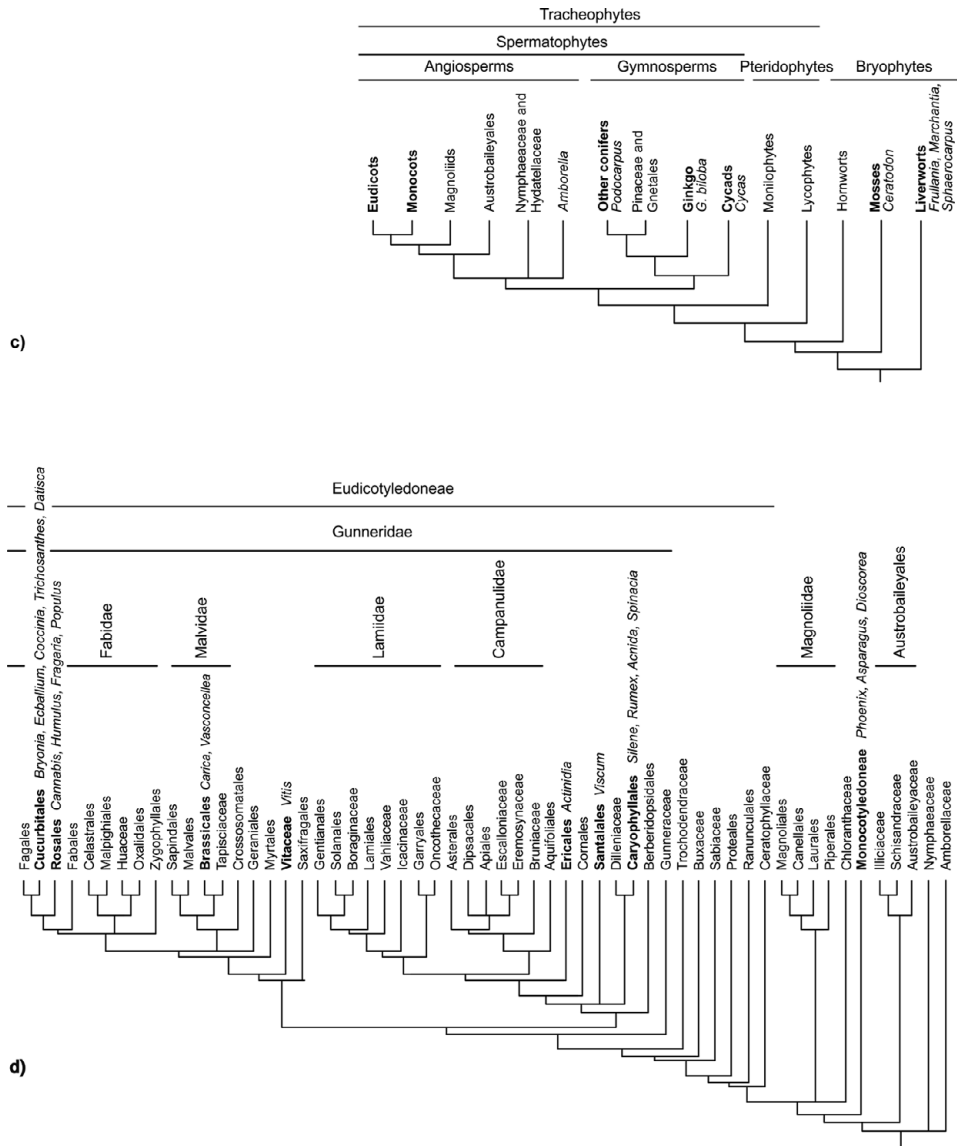 Tracheophytes
Spermatophytes
Angiosperms
Gymnosperms
Pteridophytes
Bryophytes
Eudicots
Monocots
Magnoliids
Austrobaileyales
Nymphaeaceae and
Hydatellaceae
Amborella
Other conifers
Podocarpus
Pinaceae and
Gnetales
Ginkgo
G. biloba
Cycads
Cycas
Monilophytes
Lycophytes
Hornworts
Mosses
Ceratodon
Liverworts
Frullania, Marchantia,
Sphaerocarpus
c)
Eudicotyledoneae
Gunneridae
Fabidae
Malvidae
Lamiidae
Campanulidae
Magnoliidae
Austrobaileyales
Fagales
Cucurbitales Bryonia, Ecballium, Coccinia, Trichosanthes, Datisca
Rosales Cannabis, Humulus, Fragaria, Populus
Fabales
Celastrales
Malpighiales
Huaceae
Oxalidales
Zygophyllales
Sapindales
Malvales
Brassicales Carica, Vasconcellea
Tapisciaceae
Crossosomatales
Geraniales
Myrtales
Vitaceae Vitis
Saxifragales
Gentianales
Solanales
Boraginaceae
Lamiales
Vahliaceae
Icacinaceae
Garryales
Oncothecaceae
Asterales
Dipsacales
Apiales
Escalloniaceae
Eremosynaceae
Bruniaceae
Aquifoliales
Ericales Actinidia
Cornales
Santalales Viscum
Dilleniaceae
Caryophyllales Silene, Rumex, Acnida, Spinacia
Berberidopsidales
Gunneraceae
Trochodendraceae
Buxaceae
Sabiaceae
Proteales
Ranunculales
Ceratophyllaceae
Magnoliales
Canellales
Laurales
Piperales
Chloranthaceae
Monocotyledoneae Phoenix, Asparagus, Dioscorea
Illiciaceae
Schisandraceae
Austrobaileyaceae
Nymphaeaceae
Amborellaceae
d)